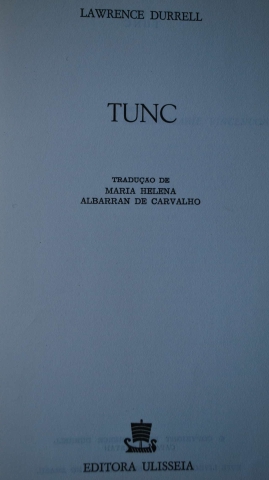 LAWRENCE DURRELL
TUNC
TRADUÇAO DE
MARIA HELENA
ALBARRAN DE CARVALHO
EDITORA ULISSEIA